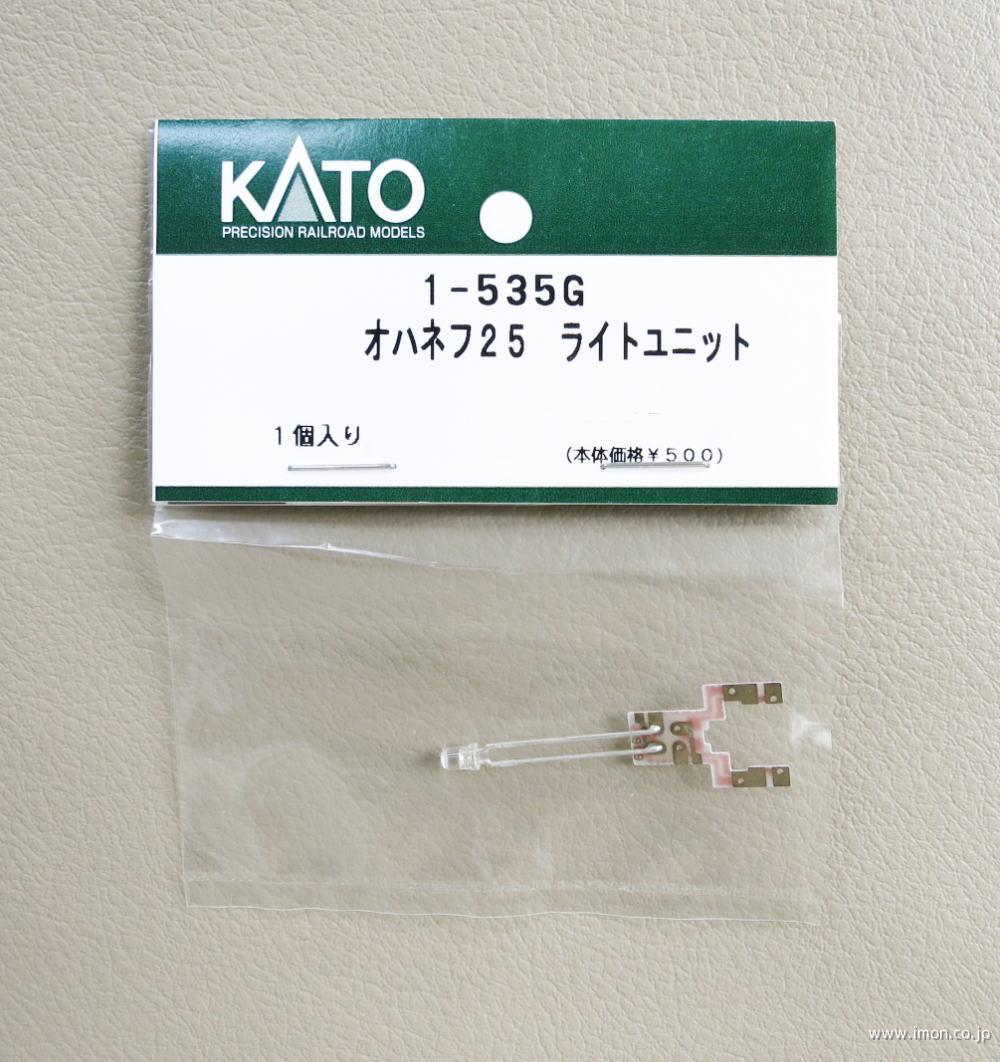 KATO
PRECISION RAILROAD MODELS
1-535G
オハネフ25 ライトユニット
1個入り
(本体価格¥500)
www.imon.co.jp